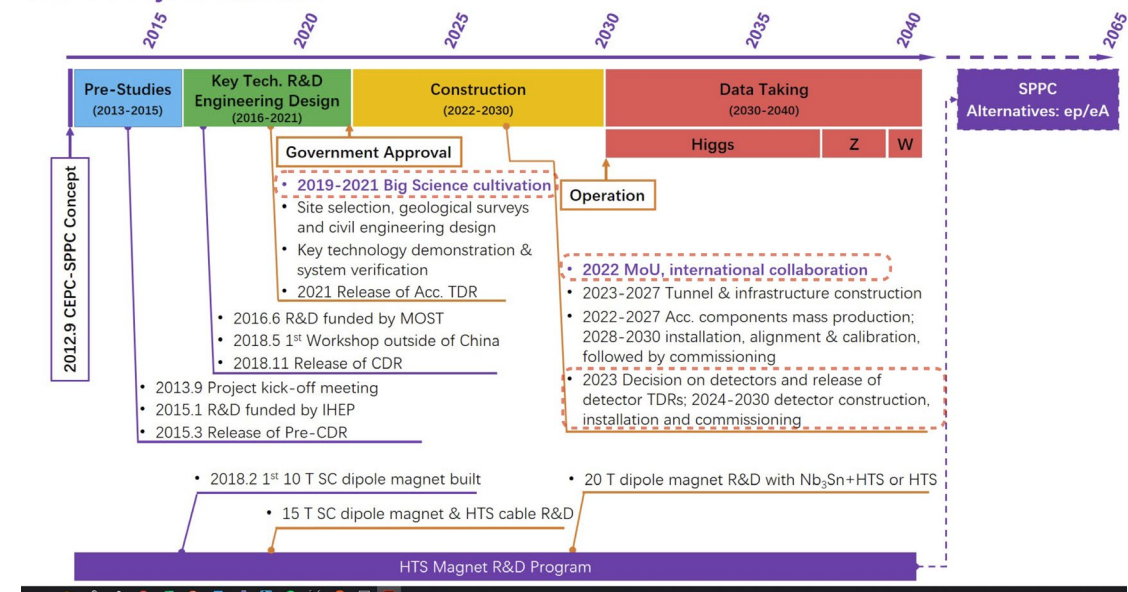 2015
2020
2025
2030
2035
2040
2065
Pre-Studies
(2013-2015)
Key Tech. R&D
Engineering Design
(2016-2021)
Construction
(2022-2030)
Data Taking
(2030-2040)
SPPC
Alternatives: ep/eA
Higgs
Z
W
2012.9 CEPC-SPPC Concept
Government Approval
Operation
• 2019-2021 Big Science cultivation
• Site selection, geological surveys
and civil engineering design
• Key technology demonstration &
system verification
• 2021 Release of Acc. TDR
• 2016.6 R&D funded by MOST
• 2018.5 1st Workshop outside of China
• 2018.11 Release of CDR
• 2013.9 Project kick-off meeting
• 2015.1 R&D funded by IHEP
• 2015.3 Release of Pre-CDR
• 2022 MoU, international collaboration
• 2023-2027 Tunnel & infrastructure construction
• 2022-2027 Acc. components mass production;
2028-2030 installation, alignment & calibration,
followed by commissioning
• 2023 Decision on detectors and release of
detector TDRs; 2024-2030 detector construction,
installation and commissioning
• 2018.2 1st 10 T SC dipole magnet built
• 15 T SC dipole magnet & HTS cable R&D
• 20 T dipole magnet R&D with Nb₃Sn+HTS or HTS
HTS Magnet R&D Program